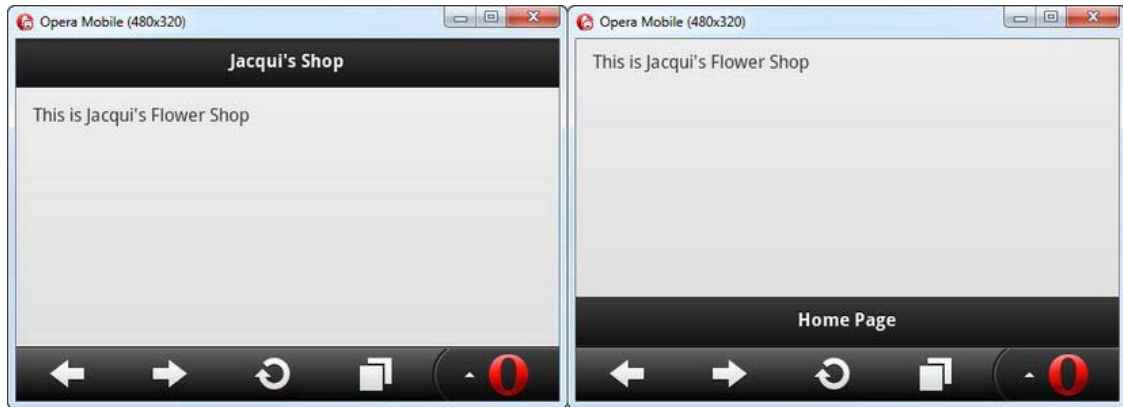 Opera Mobile (480x320)
Jacqui's Shop
This is Jacqui's Flower Shop
Opera Mobile (480x320)
This is Jacqui's Flower Shop
Home Page